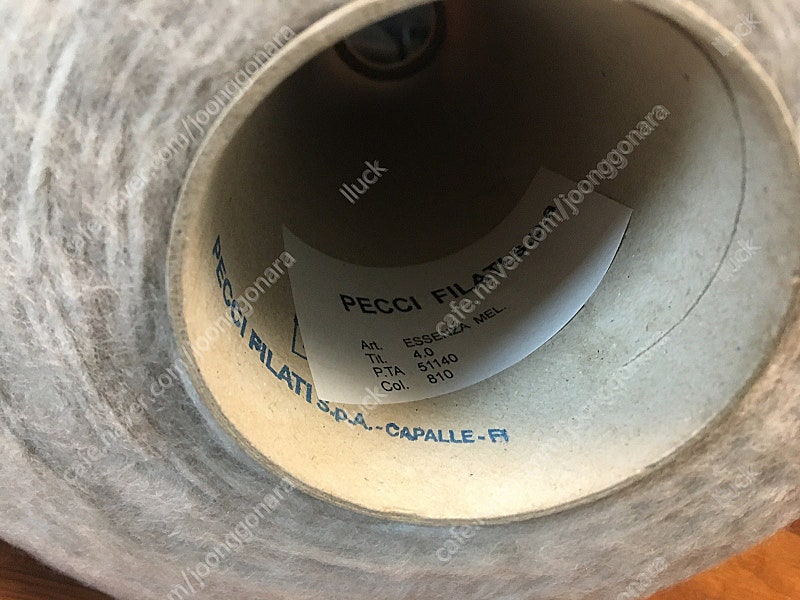 PECCI FILATI S.p.A.
Art. ESSENZA MEL.
Tit. 4.0
P.TA 51140
Col. 810
PECCI FILATI S.p.A. - CAPALLE - FI
lluck
cafe.naver.com/joonggonara